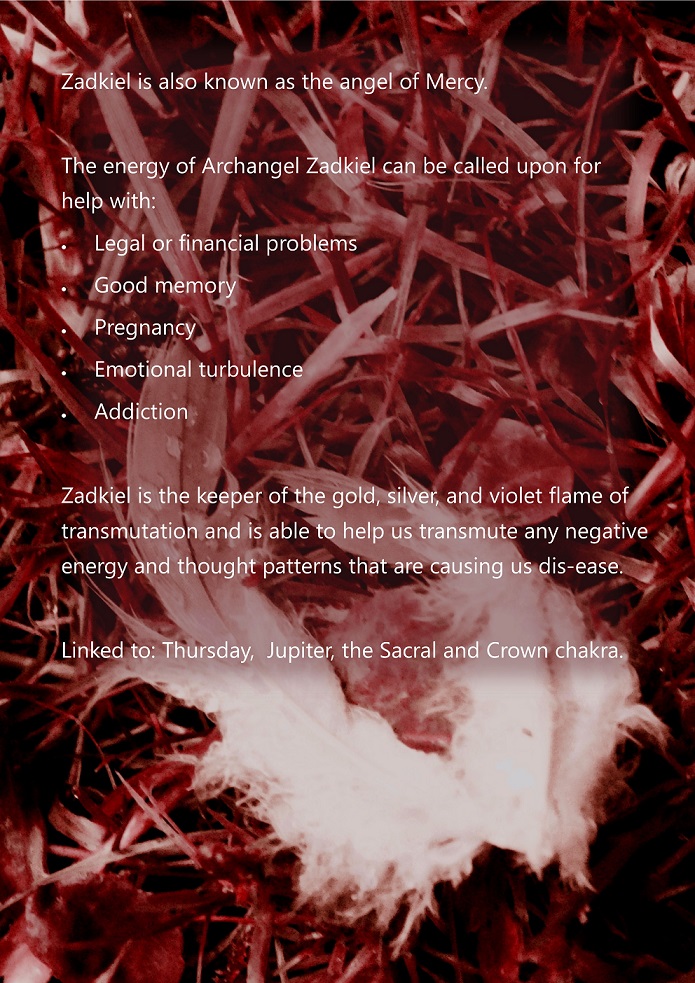 Zadkiel is also known as the angel of Mercy.
The energy of Archangel Zadkiel can be called upon for
help with:
• Legal or financial problems
• Good memory
• Pregnancy
• Emotional turbulence
• Addiction
Zadkiel is the keeper of the gold, silver, and violet flame of
transmutation and is able to help us transmute any negative
energy and thought patterns that are causing us dis-ease.
Linked to: Thursday,  Jupiter, the Sacral and Crown chakra.